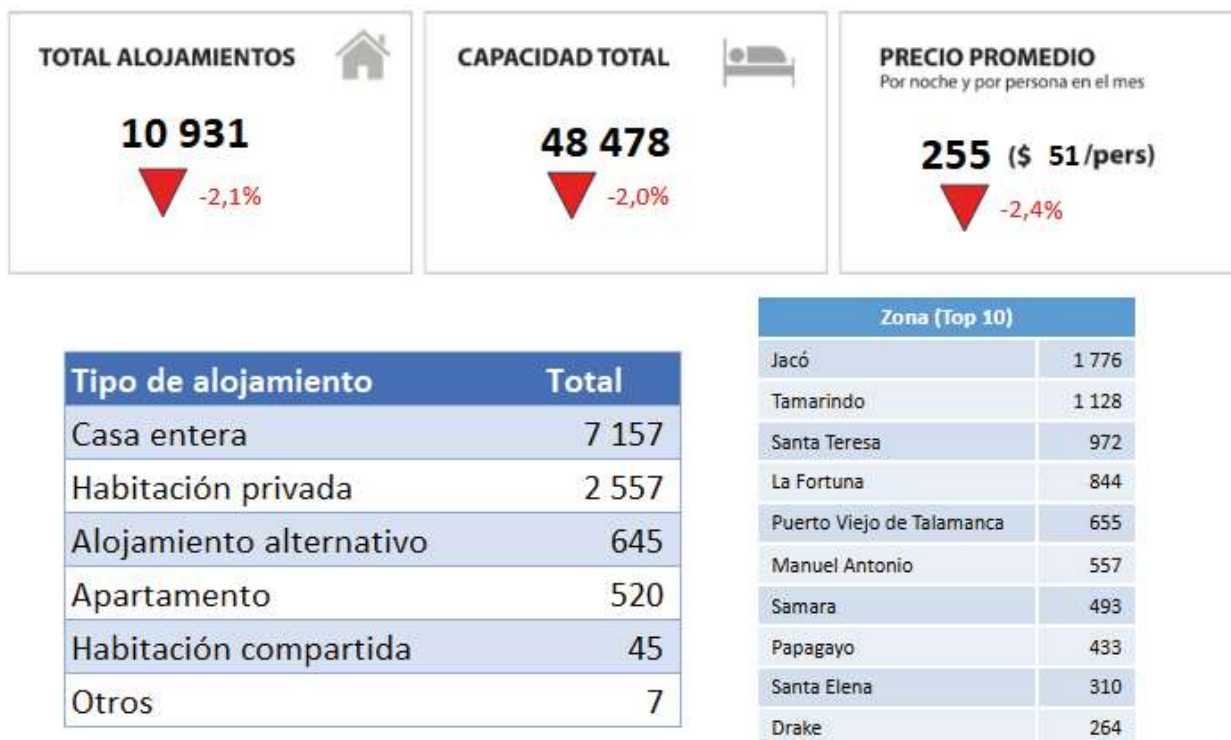 TOTAL ALOJAMIENTOS
10 931
-2,1%
CAPACIDAD TOTAL
48 478
-2,0%
PRECIO PROMEDIO
Por noche y por persona en el mes
255 ($ 51/pers)
-2,4%
Tipo de alojamiento Total
Casa entera 7 157
Habitación privada 2 557
Alojamiento alternativo 645
Apartamento 520
Habitación compartida 45
Otros 7
Zona (Top 10)
Jacó 1 776
Tamarindo 1 128
Santa Teresa 972
La Fortuna 844
Puerto Viejo de Talamanca 655
Manuel Antonio 557
Samara 493
Papagayo 433
Santa Elena 310
Drake 264